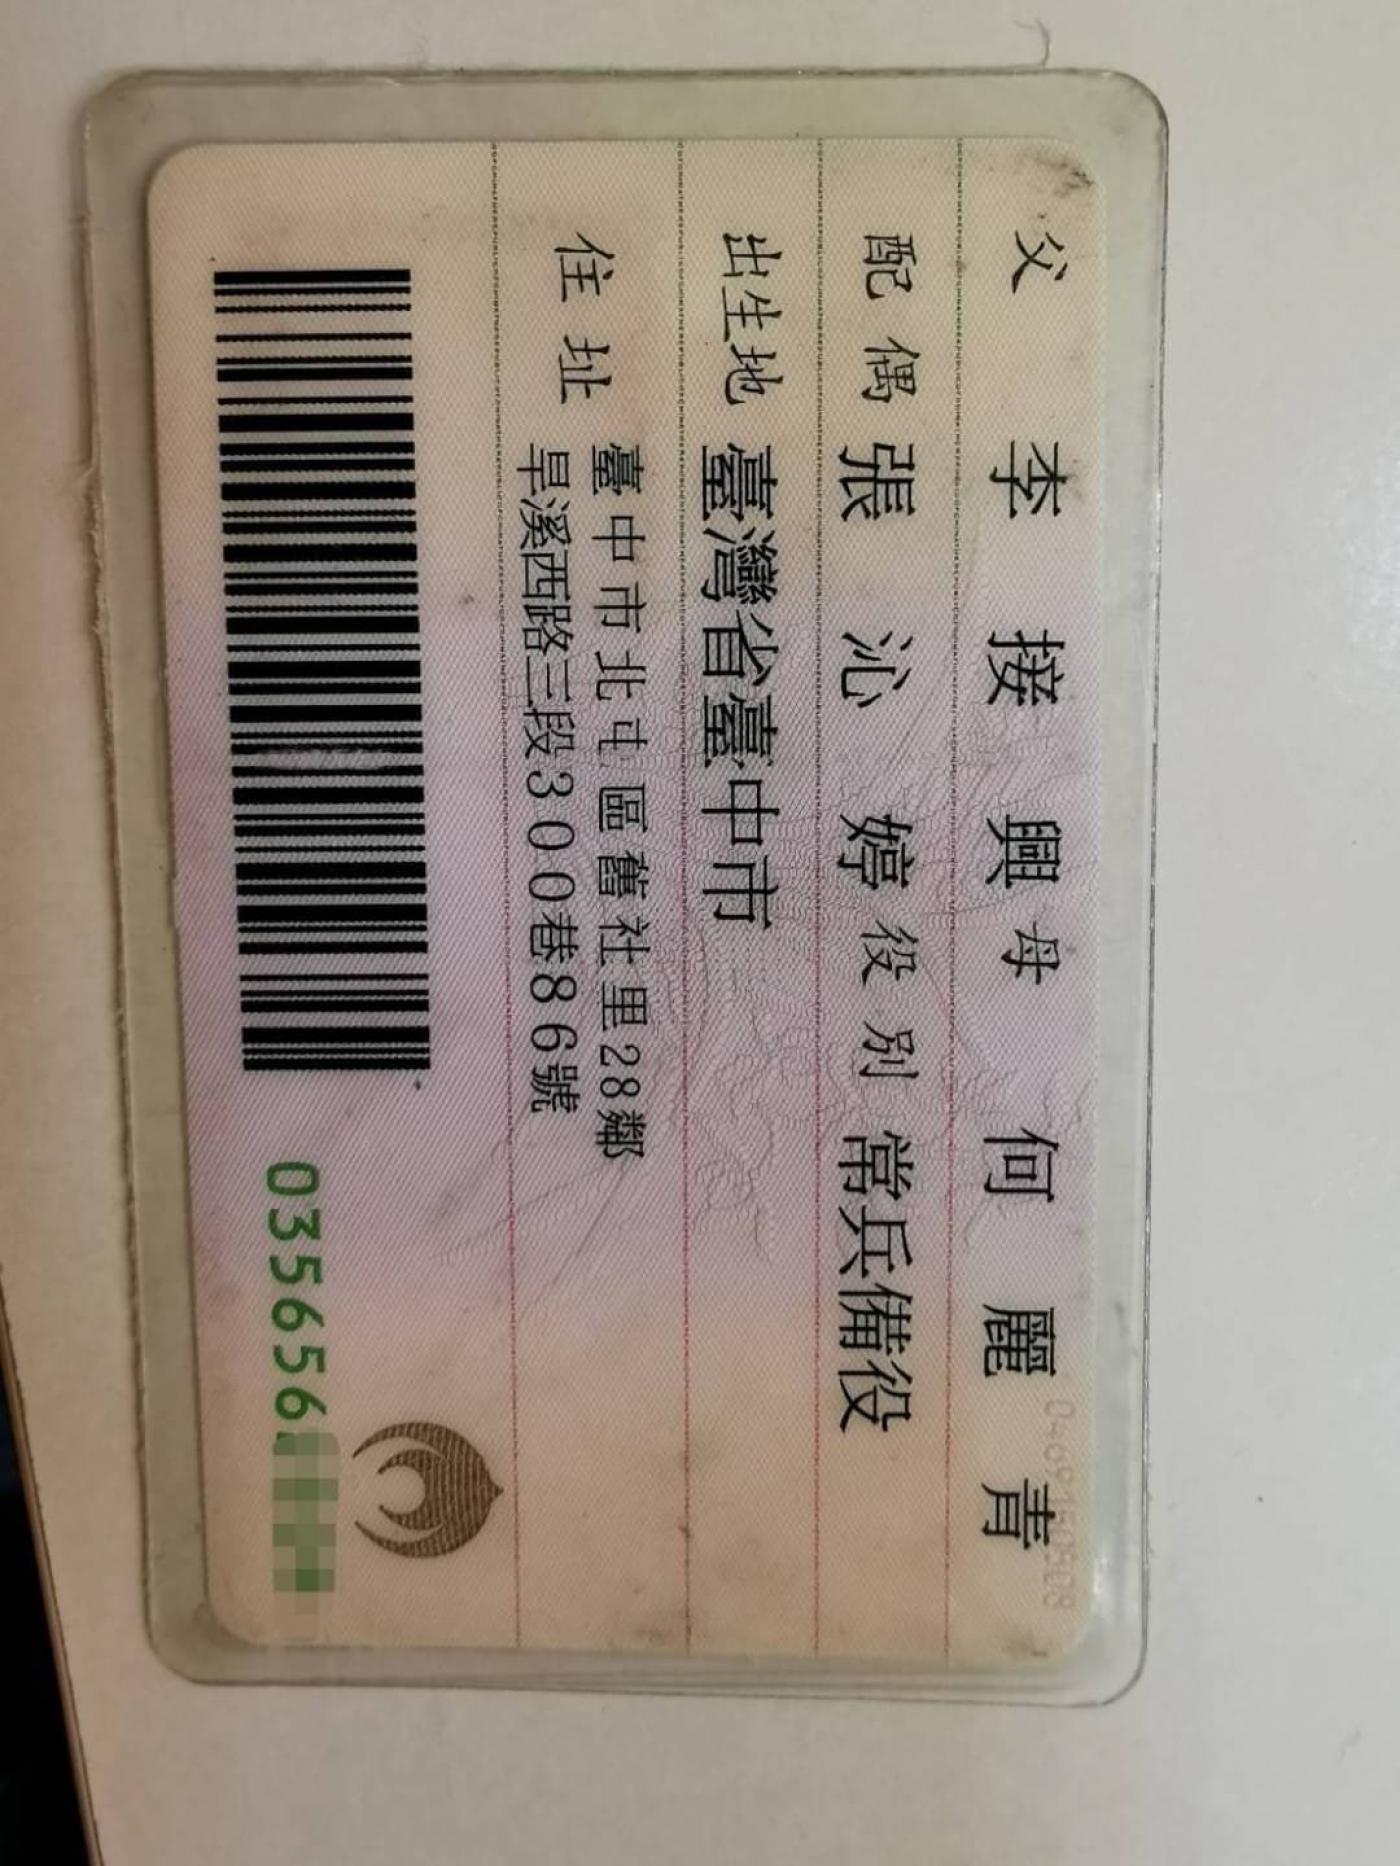 父 李接興 母 何麗青
配偶 張沁婷 役別 常兵備役
出生地 臺灣省臺中市
住址 臺中市北屯區舊社里28鄰
旱溪西路三段300巷86號
035656